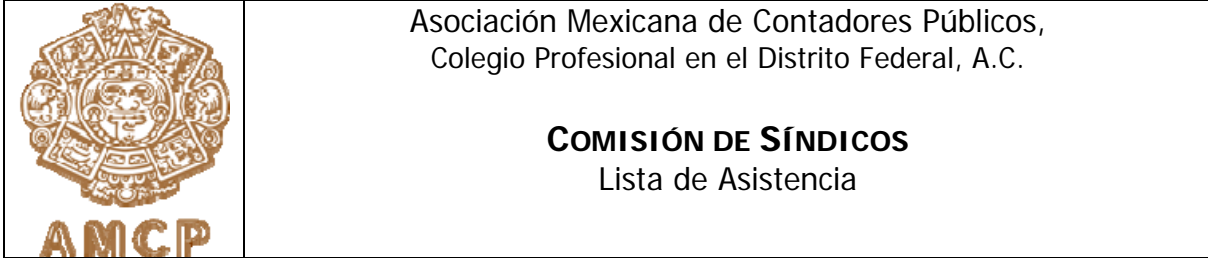 Asociación Mexicana de Contadores Públicos,
Colegio Profesional en el Distrito Federal, A.C.
COMISIÓN DE SÍNDICOS
Lista de Asistencia
AMCP